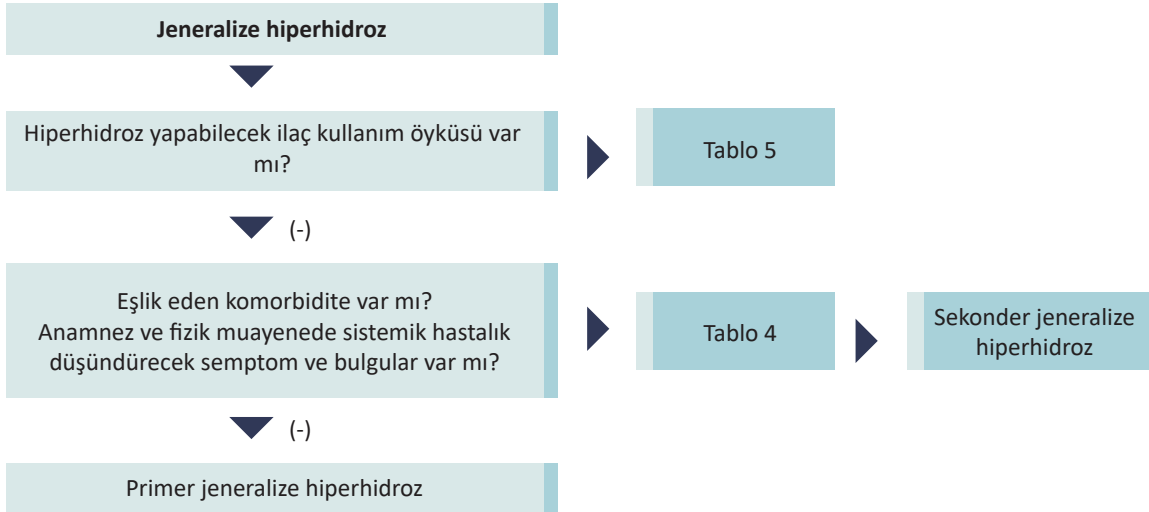 Jeneralize hiperhidroz
Hiperhidroz yapabilecek ilaç kullanım öyküsü var
mı?
Tablo 5
(-)
Eşlik eden komorbidite var mı?
Anamnez ve fizik muayenede sistemik hastalık
düşündürecek semptom ve bulgular var mı?
Tablo 4
Sekonder jeneralize
hiperhidroz
(-)
Primer jeneralize hiperhidroz